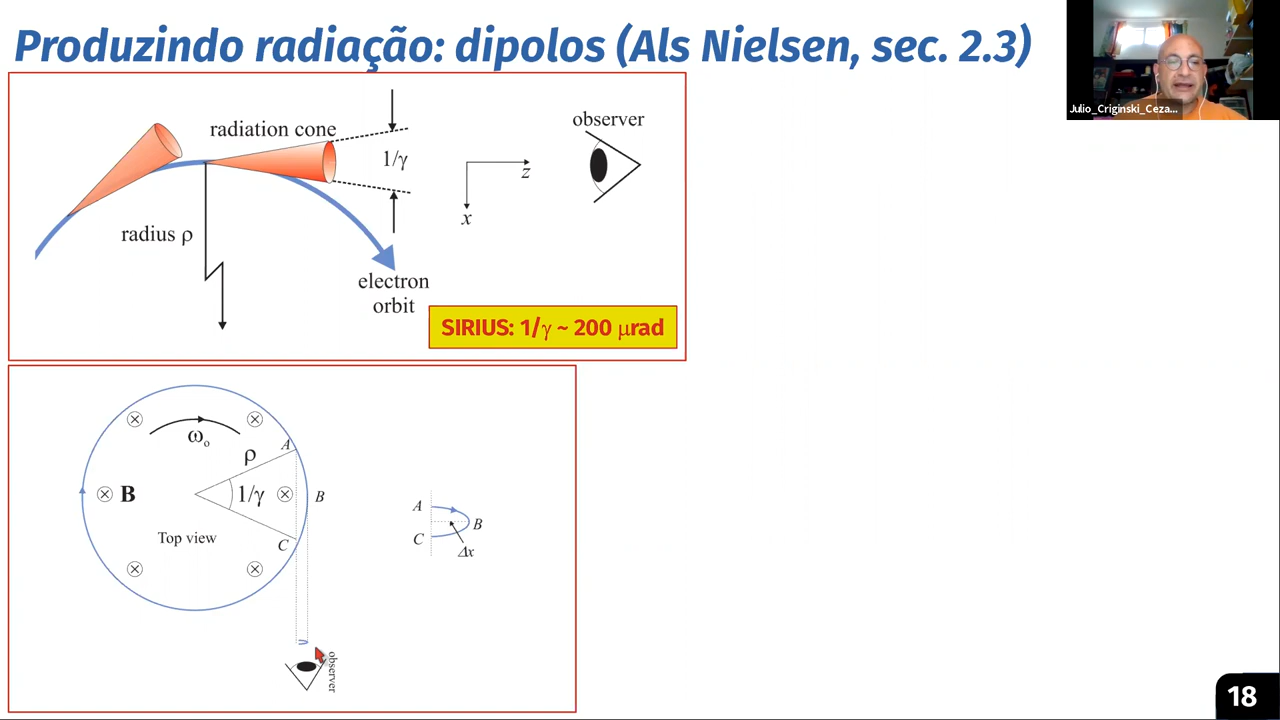 Produzindo radiação: dipolos (Als Nielsen, sec. 2.3)
Julio_Criginski_Ceza...
radiation cone
1/γ
observer
z
x
radius ρ
electron
orbit
SIRIUS: 1/γ ~ 200 μrad
ω₀
A
ρ
B
1/γ
B
Top view
C
A
B
C
Δx
observer
18